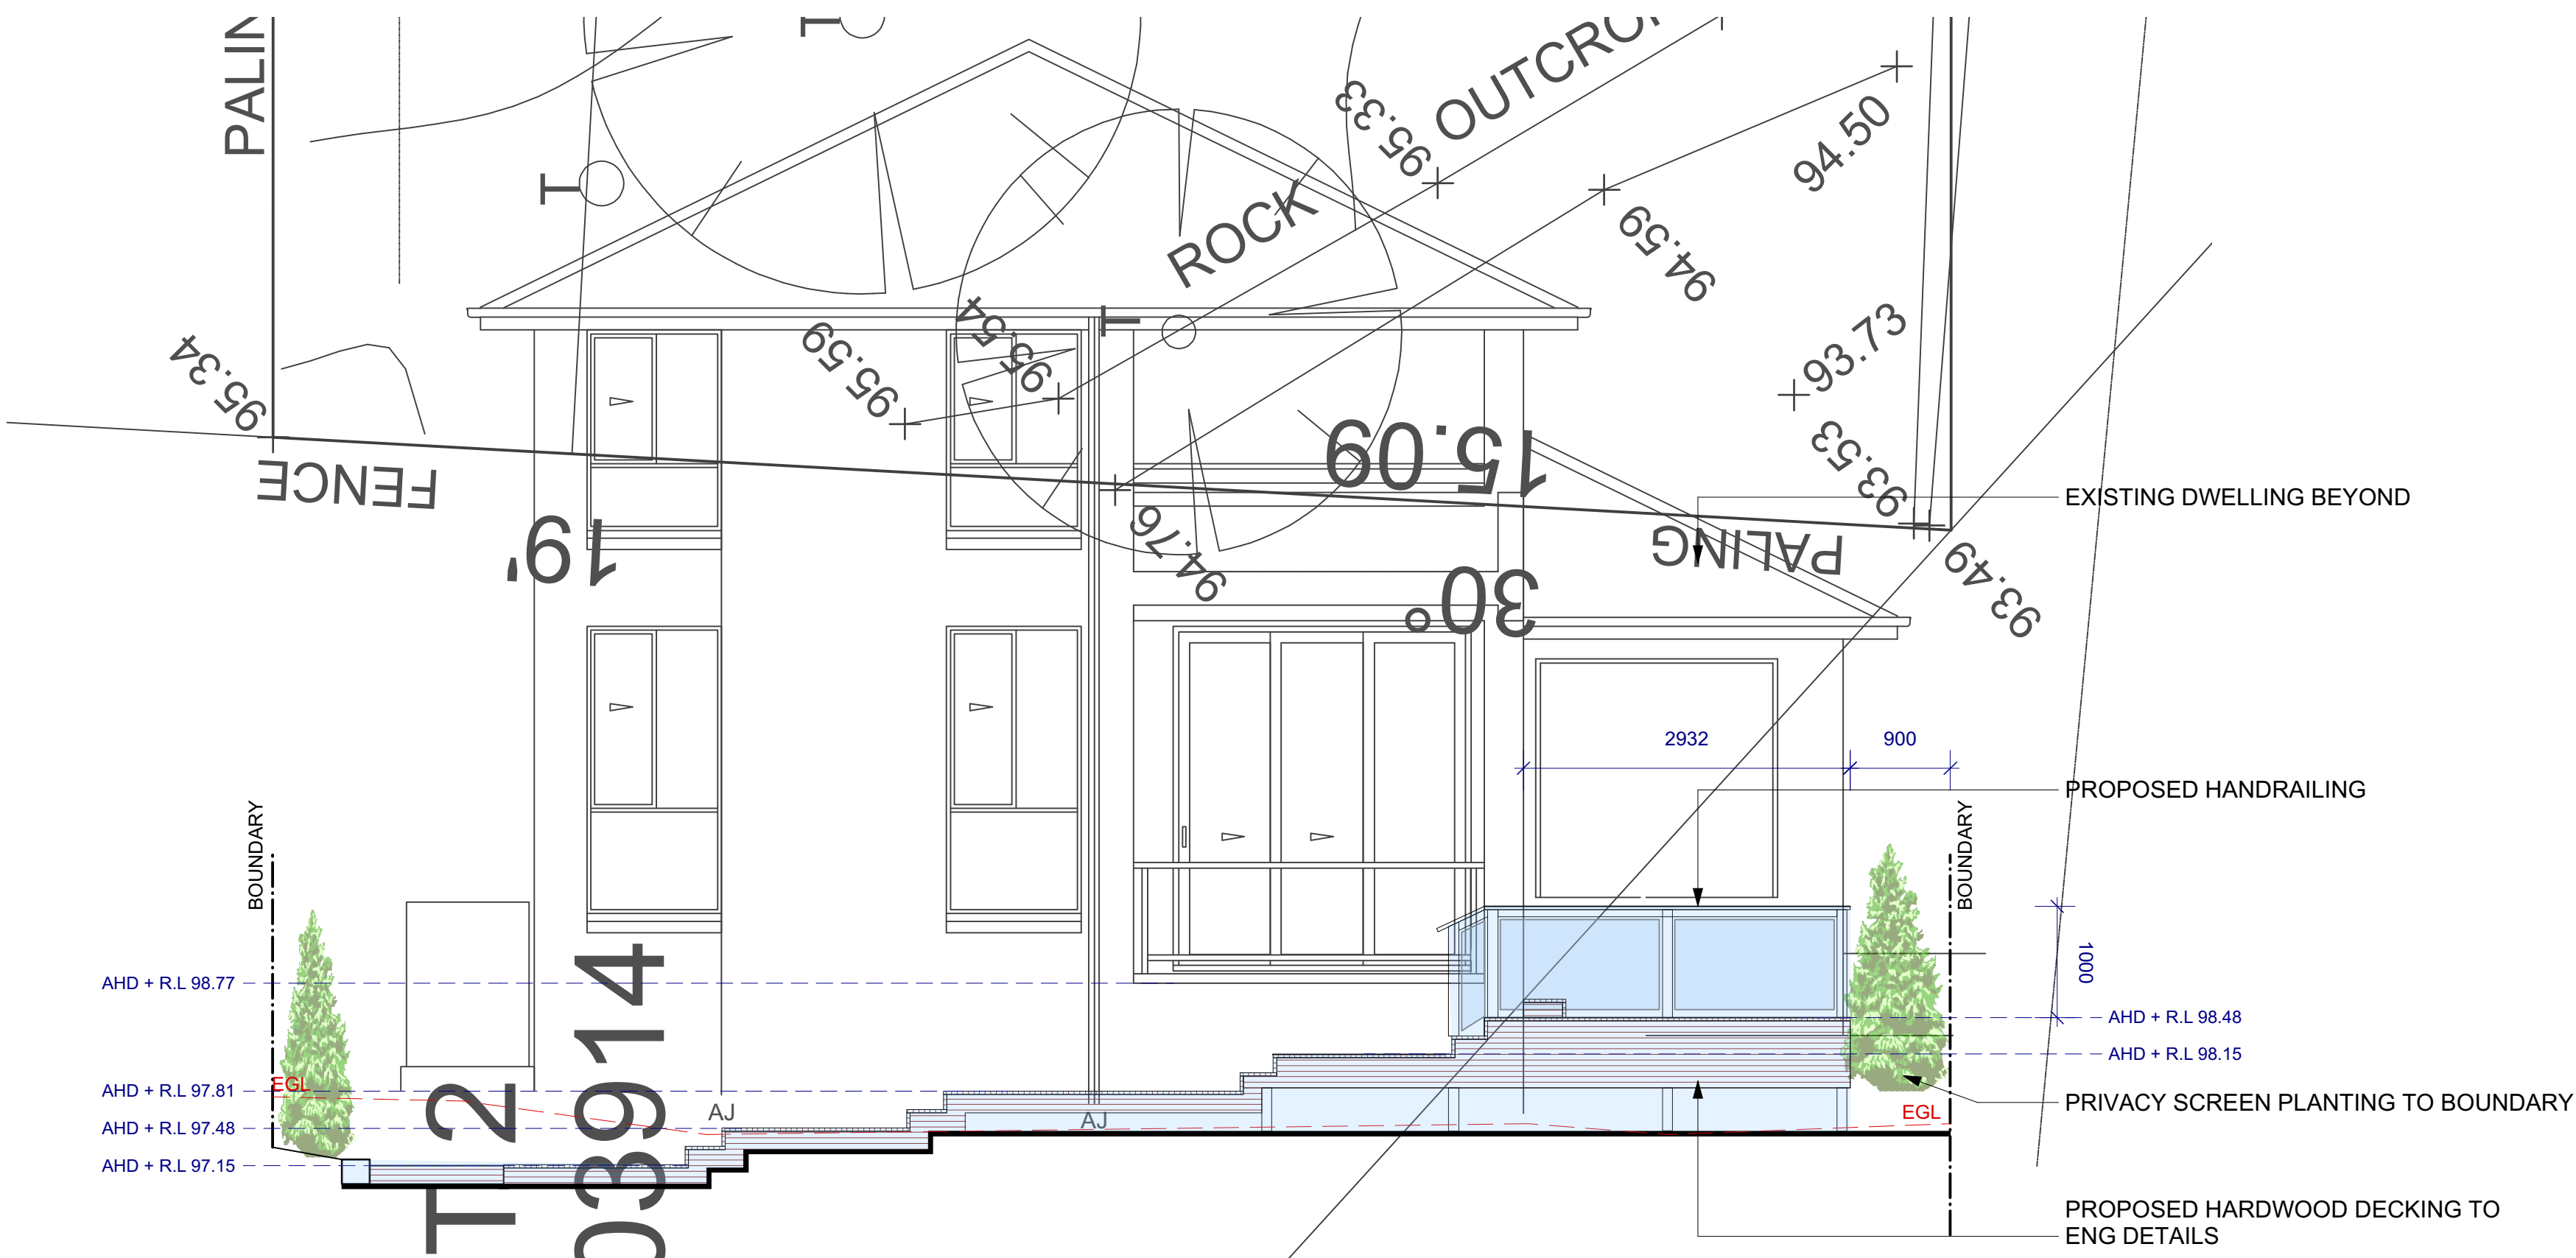 PALIN
T
OUTCRO
95.33
94.50
T
ROCK
94.59
95.34
95.59
95.54
T
93.73
15.09
93.53
FENCE
EXISTING DWELLING BEYOND
19'
94.76
PALING
30°
93.49
2932
900
PROPOSED HANDRAILING
BOUNDARY
BOUNDARY
1000
AHD + R.L 98.77
AHD + R.L 98.48
AHD + R.L 98.15
EGL
AHD + R.L 97.81
AJ
AJ
EGL
PRIVACY SCREEN PLANTING TO BOUNDARY
AHD + R.L 97.48
AHD + R.L 97.15
T 2
03914
PROPOSED HARDWOOD DECKING TO
ENG DETAILS